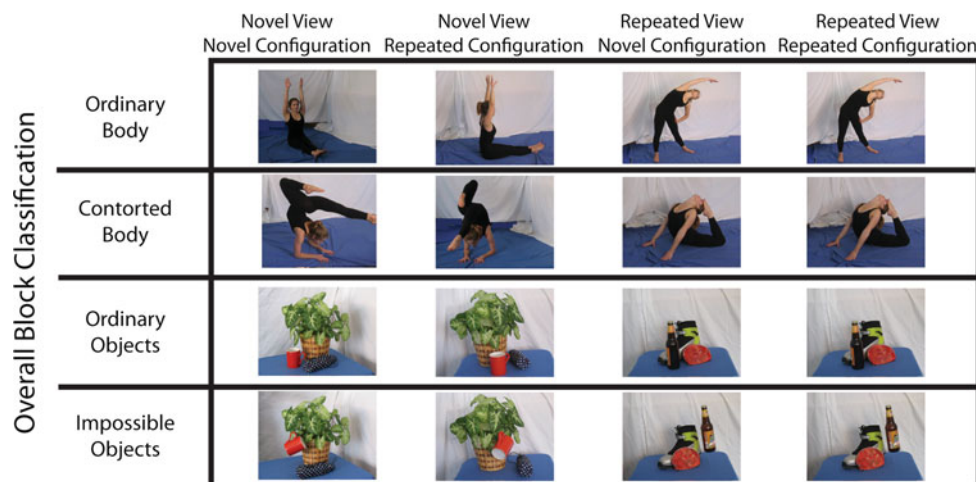 Novel View
Novel Configuration
Novel View
Repeated Configuration
Repeated View
Novel Configuration
Repeated View
Repeated Configuration
Overall Block Classification
Ordinary
Body
Contorted
Body
Ordinary
Objects
Impossible
Objects